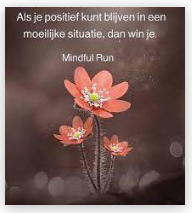 Als je positief kunt blijven in een
moeilijke situatie, dan win je.
Mindful Run